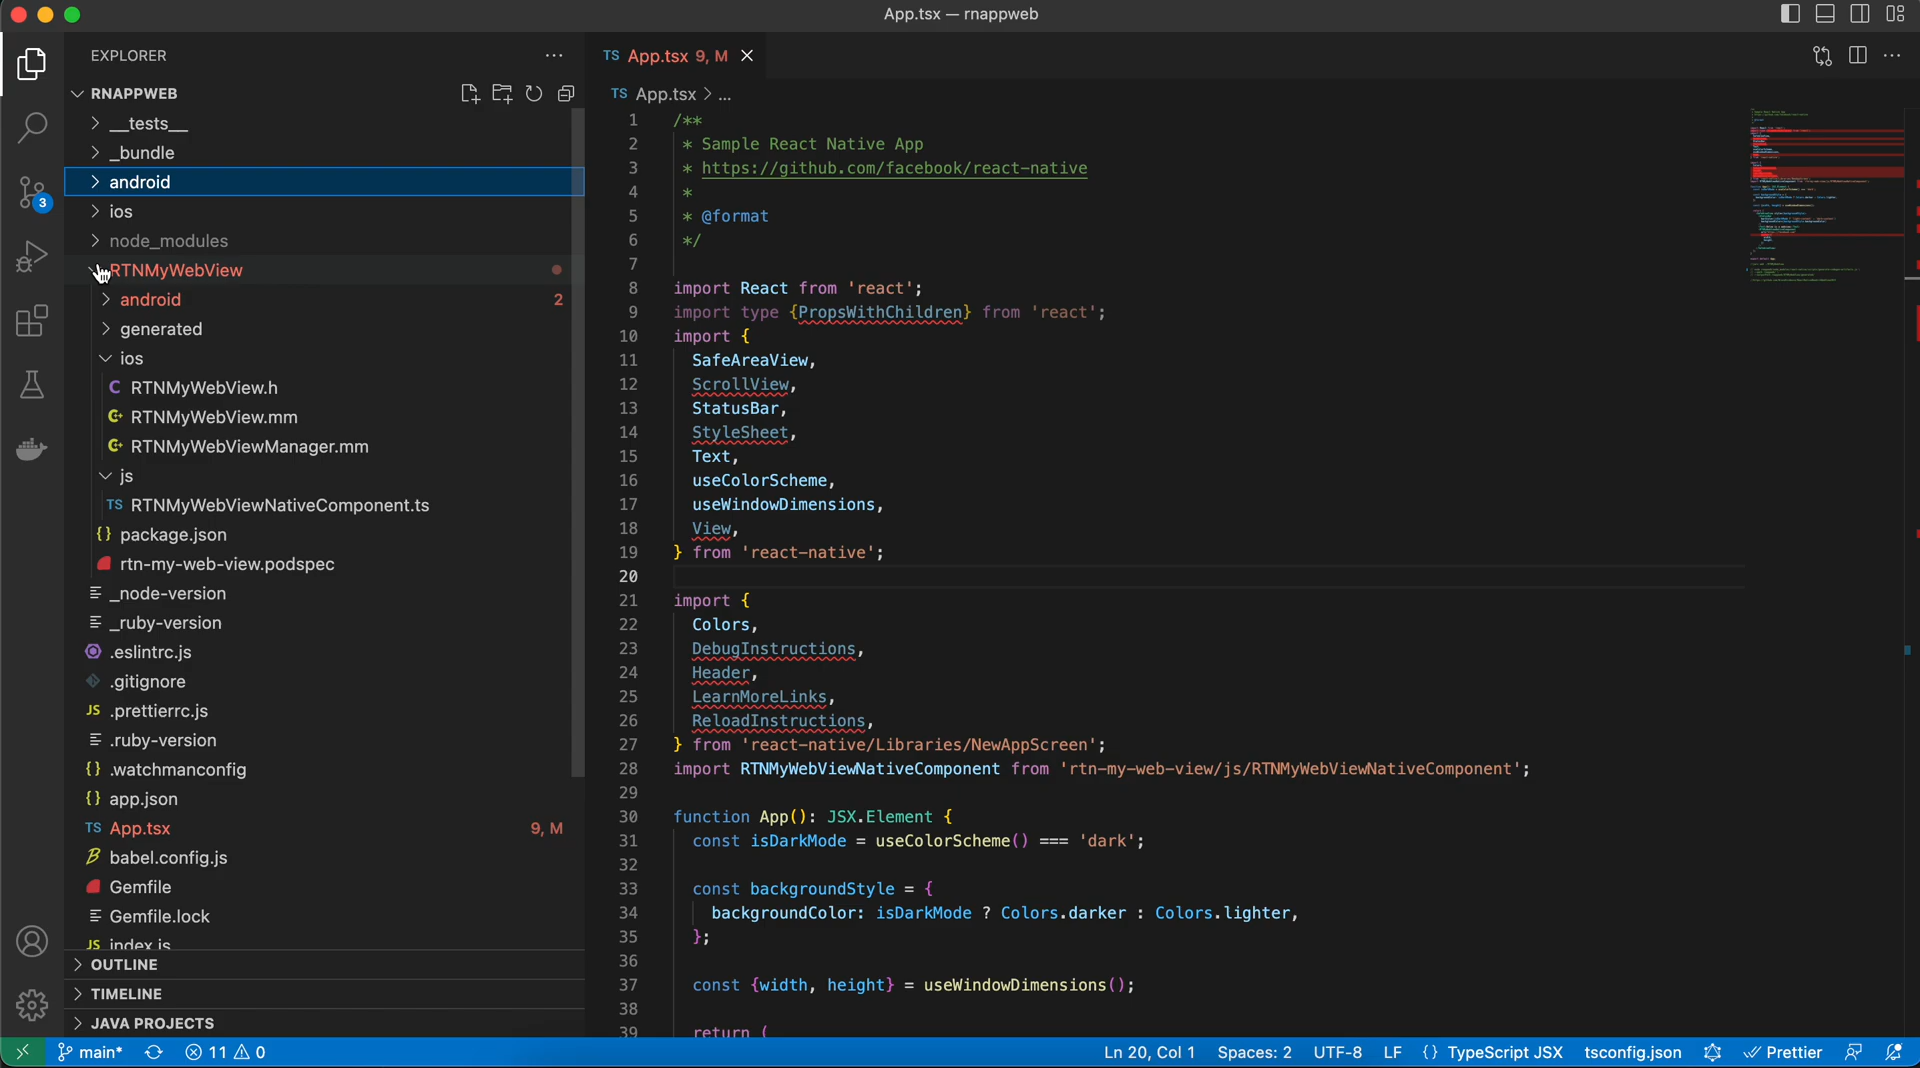 App.tsx — rnappweb
EXPLORER
TS App.tsx 9, M
RNAPPWEB
TS App.tsx > ...
__tests__
_bundle
android
ios
node_modules
RTNMyWebView
android 2
generated
ios
C RTNMyWebView.h
RTNMyWebView.mm
RTNMyWebViewManager.mm
js
TS RTNMyWebViewNativeComponent.ts
{} package.json
rtn-my-web-view.podspec
_node-version
_ruby-version
.eslintrc.js
.gitignore
JS .prettierrc.js
.ruby-version
{} .watchmanconfig
{} app.json
TS App.tsx 9, M
babel.config.js
Gemfile
Gemfile.lock
JS index.js
OUTLINE
TIMELINE
JAVA PROJECTS
3
1 /**
2 * Sample React Native App
3 * https://github.com/facebook/react-native
4 *
5 * @format
6 */
7
8 import React from 'react';
9 import type {PropsWithChildren} from 'react';
10 import {
11 SafeAreaView,
12 ScrollView,
13 StatusBar,
14 StyleSheet,
15 Text,
16 useColorScheme,
17 useWindowDimensions,
18 View,
19 } from 'react-native';
20
21 import {
22 Colors,
23 DebugInstructions,
24 Header,
25 LearnMoreLinks,
26 ReloadInstructions,
27 } from 'react-native/Libraries/NewAppScreen';
28 import RTNMyWebViewNativeComponent from 'rtn-my-web-view/js/RTNMyWebViewNativeComponent';
29
30 function App(): JSX.Element {
31 const isDarkMode = useColorScheme() === 'dark';
32
33 const backgroundStyle = {
34 backgroundColor: isDarkMode ? Colors.darker : Colors.lighter,
35 };
36
37 const {width, height} = useWindowDimensions();
38
39 return (
main* 11 0 Ln 20, Col 1 Spaces: 2 UTF-8 LF {} TypeScript JSX tsconfig.json Prettier